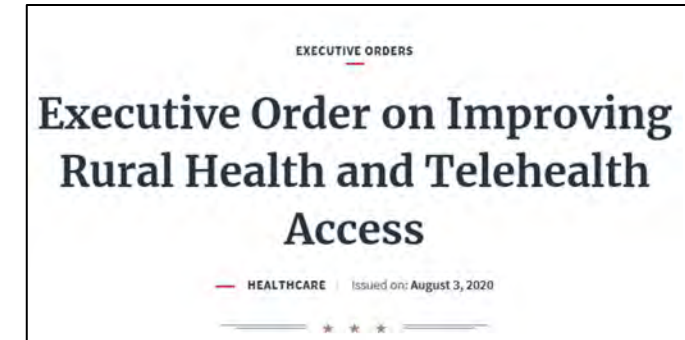 EXECUTIVE ORDERS
Executive Order on Improving
Rural Health and Telehealth
Access
HEALTHCARE | Issued on: August 3, 2020